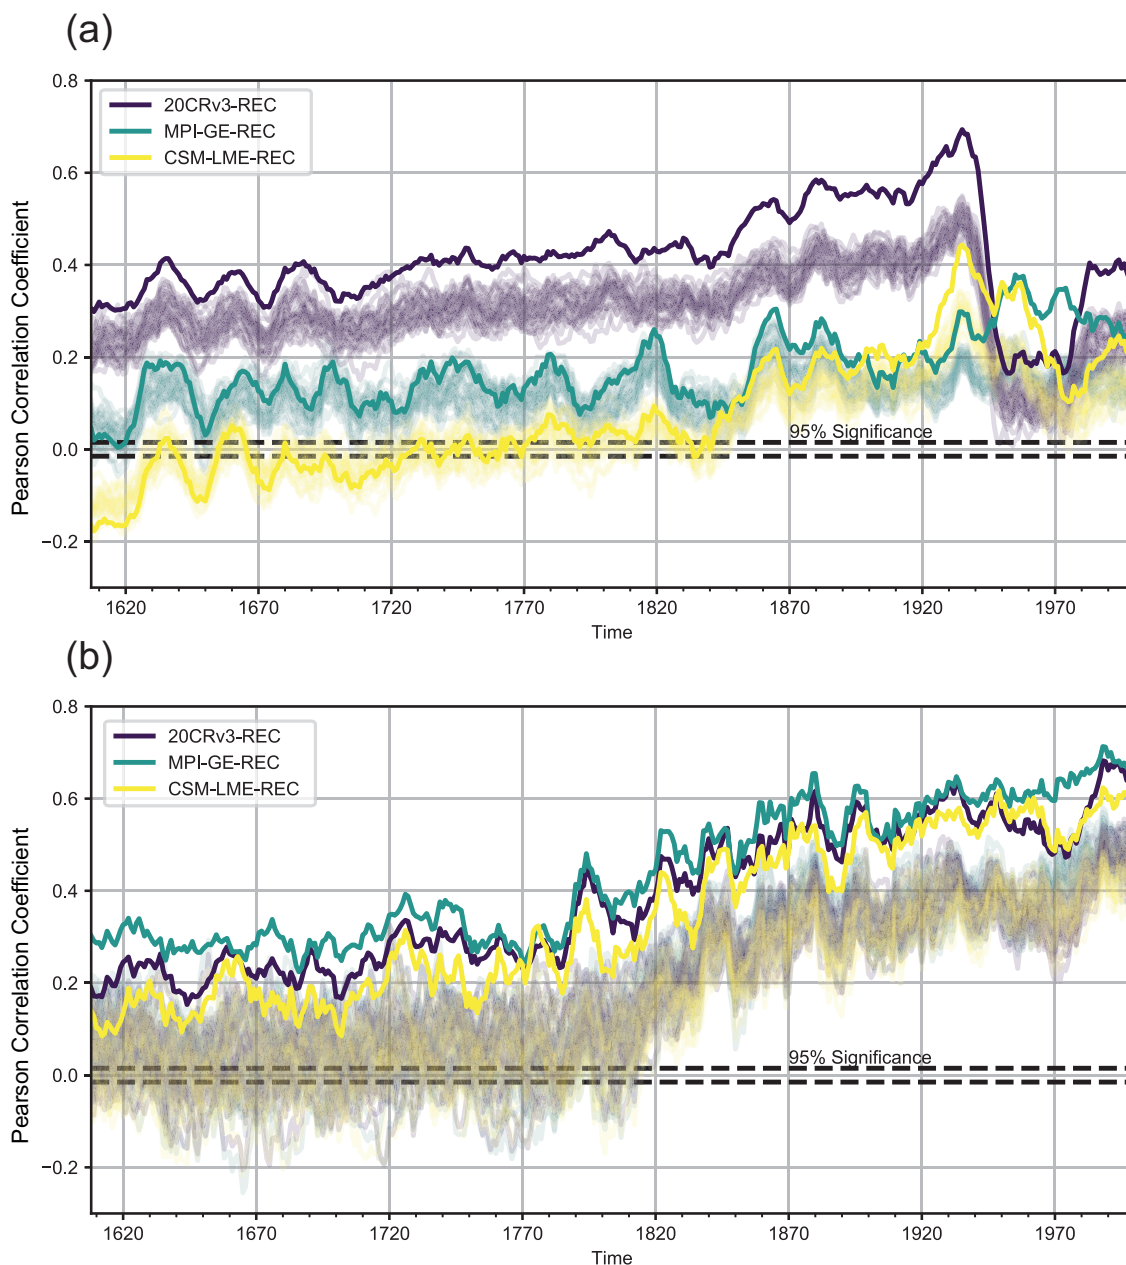 (a)
Pearson Correlation Coefficient
0.8
0.6
0.4
0.2
0.0
−0.2
20CRv3-REC
MPI-GE-REC
CSM-LME-REC
95% Significance
1620 1670 1720 1770 1820 1870 1920 1970
Time
(b)
Pearson Correlation Coefficient
0.8
0.6
0.4
0.2
0.0
−0.2
20CRv3-REC
MPI-GE-REC
CSM-LME-REC
95% Significance
1620 1670 1720 1770 1820 1870 1920 1970
Time